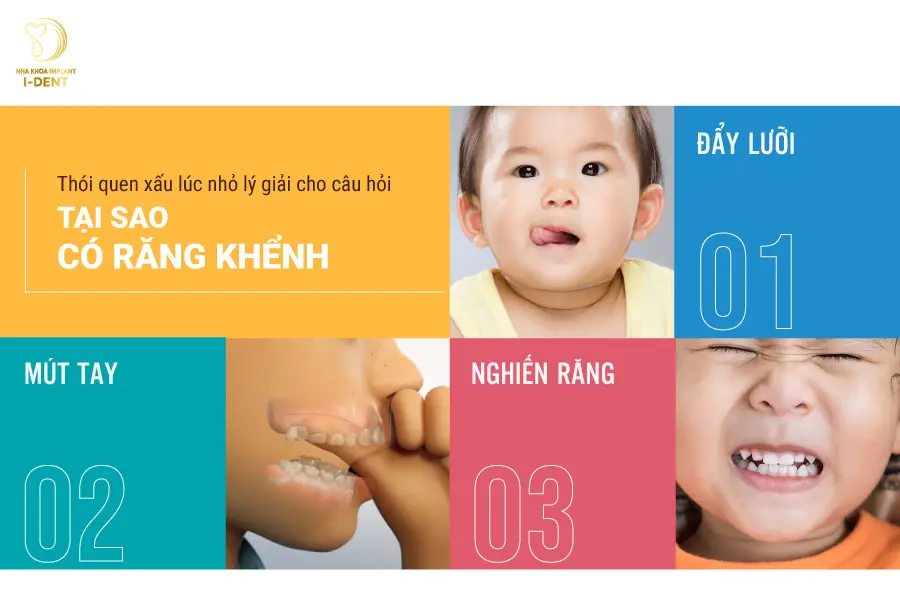 NHA KHOA IMPLANT
I-DENT
Thói quen xấu lúc nhỏ lý giải cho câu hỏi
TẠI SAO
CÓ RĂNG KHỂNH
ĐẨY LƯỠI
01
MÚT TAY
02
NGHIẾN RĂNG
03